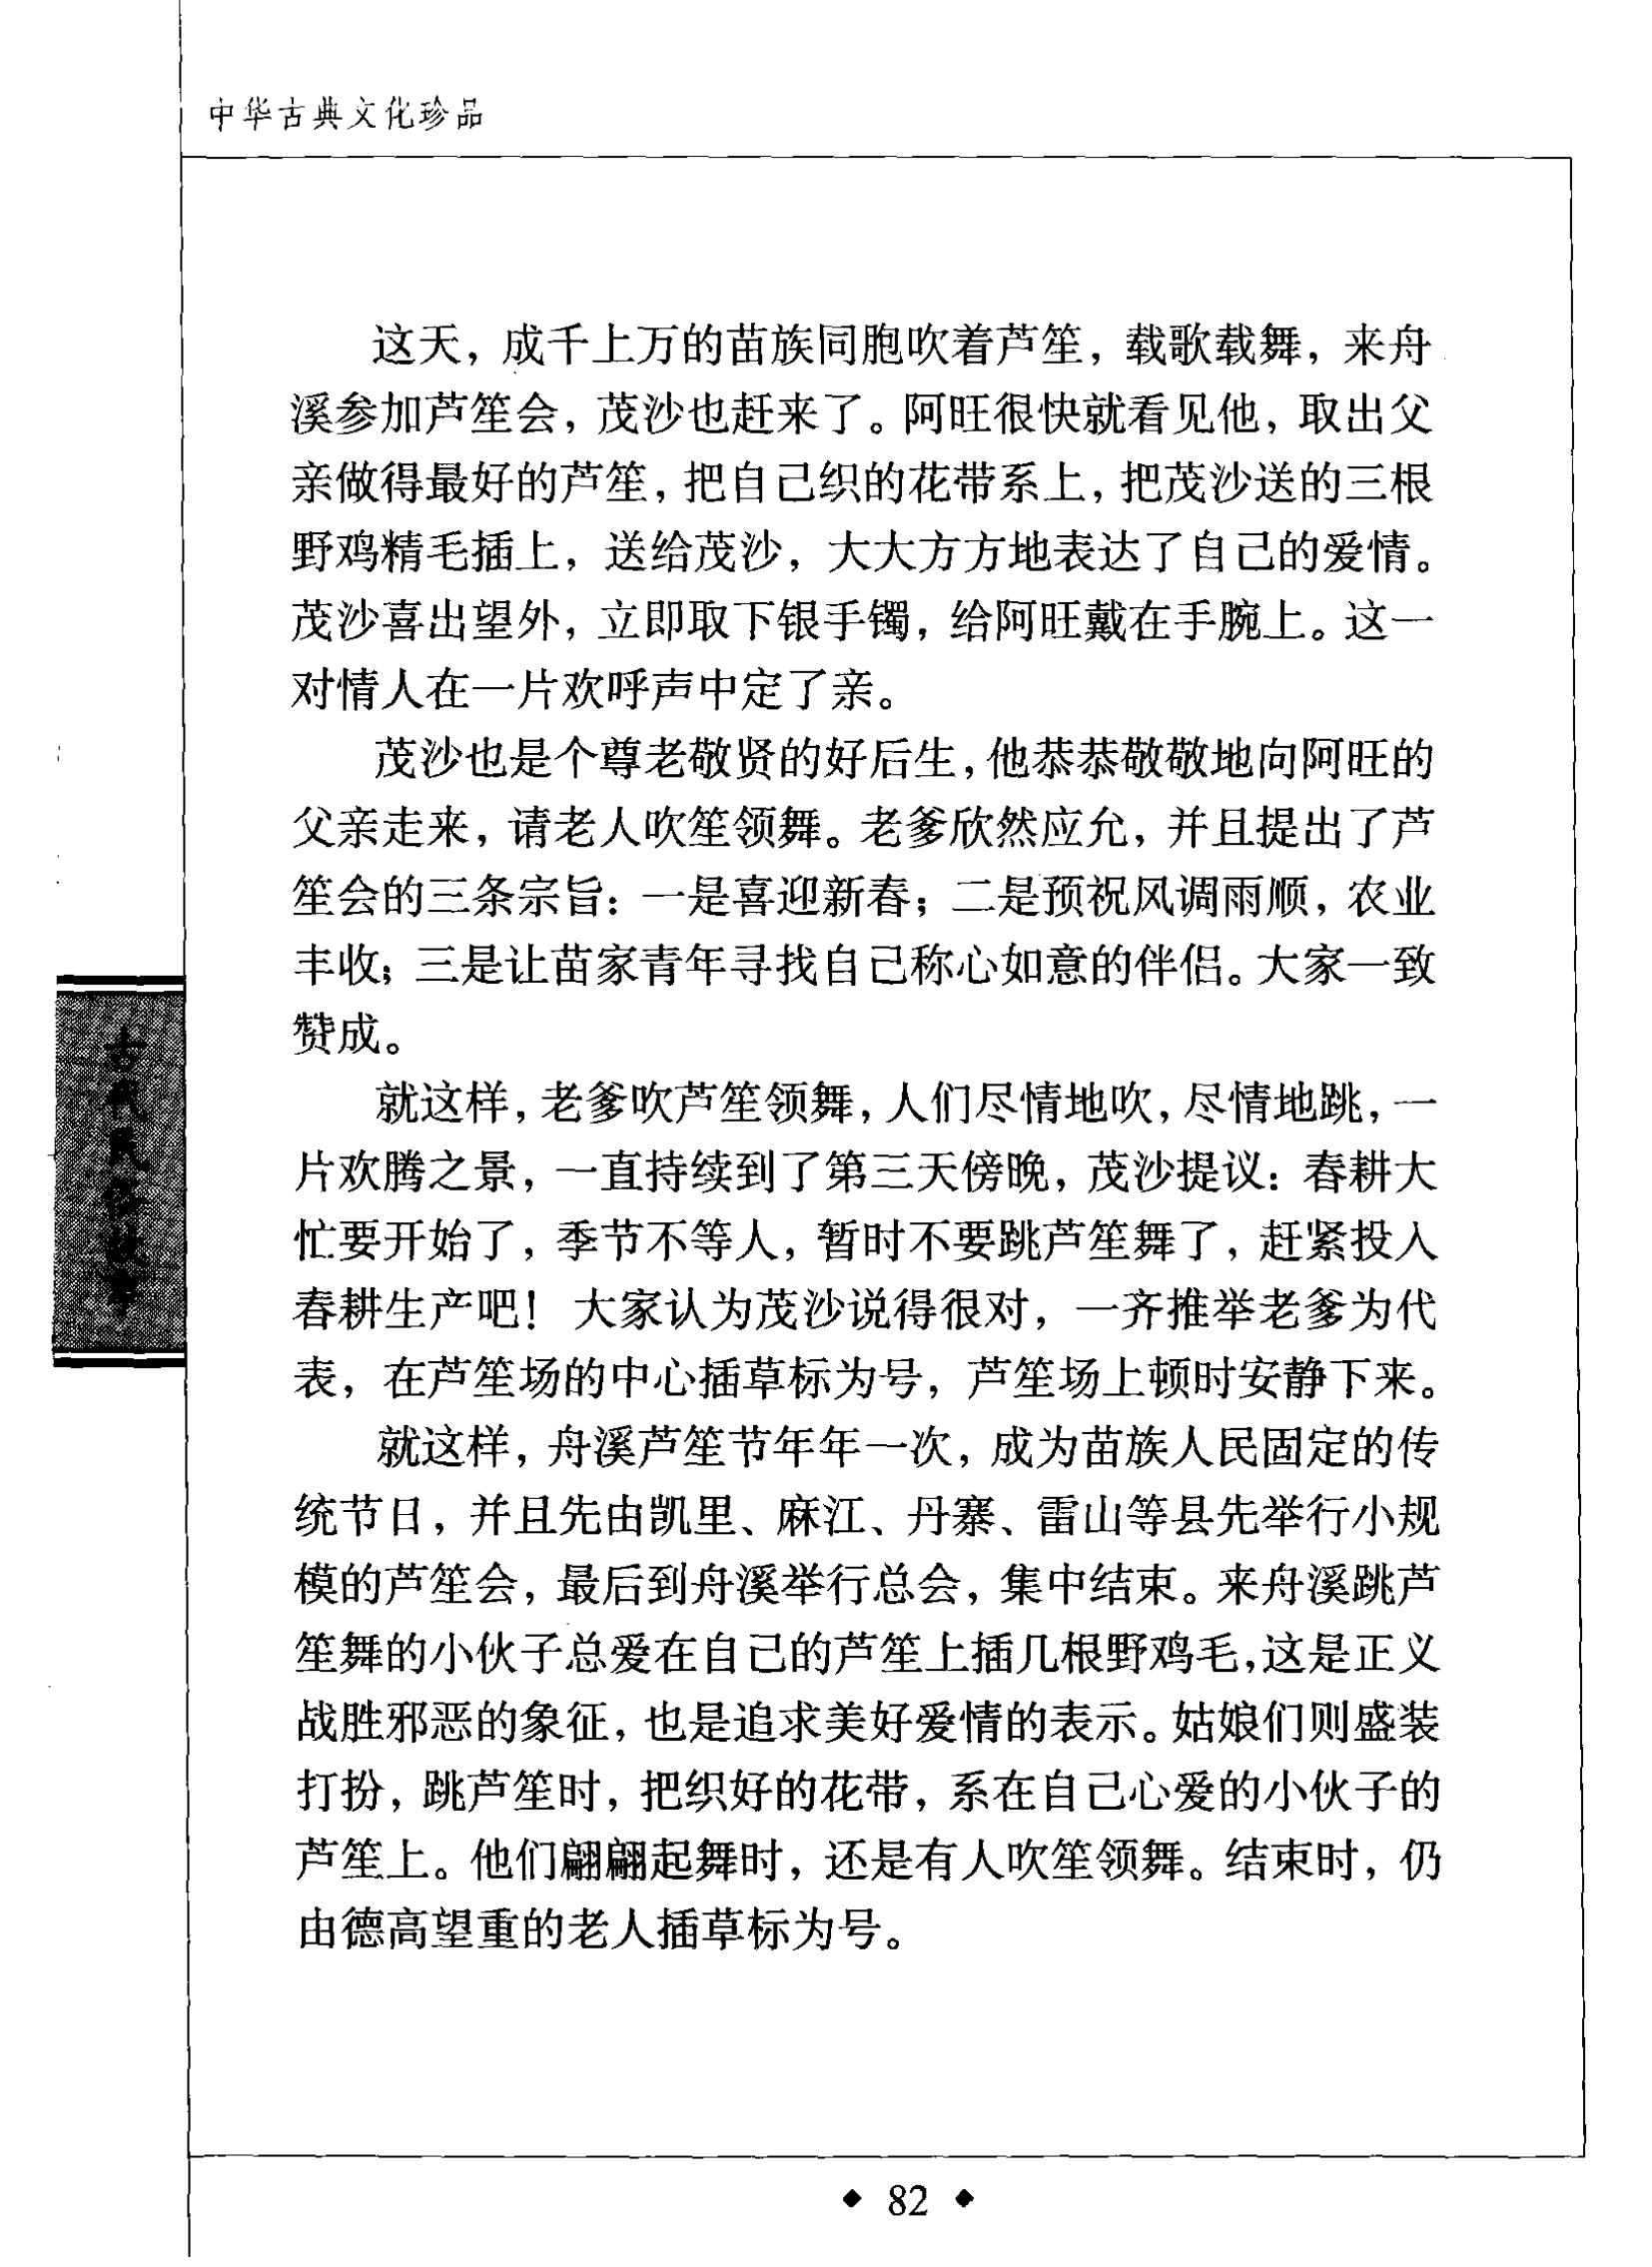 中华古典文化珍品
这天，成千上万的苗族同胞吹着芦笙，载歌载舞，来舟
溪参加芦笙会，茂沙也赶来了。阿旺很快就看见他，取出父
亲做得最好的芦笙，把自己织的花带系上，把茂沙送的三根
野鸡精毛插上，送给茂沙，大大方方地表达了自己的爱情。
茂沙喜出望外，立即取下银手镯，给阿旺戴在手腕上。这一
对情人在一片欢呼声中定了亲。
茂沙也是个尊老敬贤的好后生，他恭恭敬敬地向阿旺的
父亲走来，请老人吹笙领舞。老爹欣然应允，并且提出了芦
笙会的三条宗旨：一是喜迎新春；二是预祝风调雨顺，农业
丰收；三是让苗家青年寻找自己称心如意的伴侣。大家一致
赞成。
就这样，老爹吹芦笙领舞，人们尽情地吹，尽情地跳，一
片欢腾之景，一直持续到了第三天傍晚，茂沙提议：春耕大
忙要开始了，季节不等人，暂时不要跳芦笙舞了，赶紧投入
春耕生产吧！大家认为茂沙说得很对，一齐推举老爹为代
表，在芦笙场的中心插草标为号，芦笙场上顿时安静下来。
就这样，舟溪芦笙节年年一次，成为苗族人民固定的传
统节日，并且先由凯里、麻江、丹寨、雷山等县先举行小规
模的芦笙会，最后到舟溪举行总会，集中结束。来舟溪跳芦
笙舞的小伙子总爱在自己的芦笙上插几根野鸡毛，这是正义
战胜邪恶的象征，也是追求美好爱情的表示。姑娘们则盛装
打扮，跳芦笙时，把织好的花带，系在自己心爱的小伙子的
芦笙上。他们翩翩起舞时，还是有人吹笙领舞。结束时，仍
由德高望重的老人插草标为号。
古代民俗故事
◆ 82 ◆